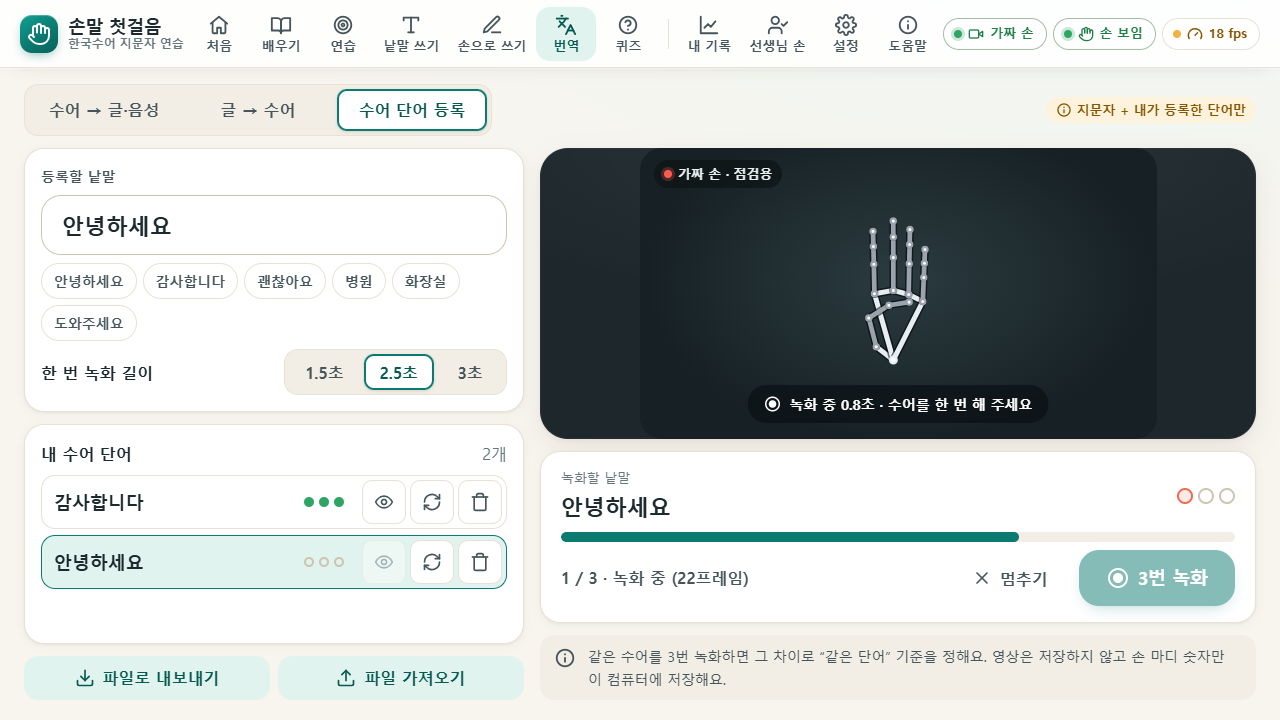 손말 첫걸음
한국수어 지문자 연습
처음
배우기
연습
낱말 쓰기
손으로 쓰기
번역
퀴즈
내 기록
선생님 손
설정
도움말
가짜 손
손 보임
18 fps
수어 → 글·음성
글 → 수어
수어 단어 등록
지문자 + 내가 등록한 단어만
등록할 낱말
안녕하세요
안녕하세요
감사합니다
괜찮아요
병원
화장실
도와주세요
한 번 녹화 길이
1.5초
2.5초
3초
내 수어 단어
2개
감사합니다
안녕하세요
파일로 내보내기
파일 가져오기
가짜 손 · 점검용
녹화 중 0.8초 · 수어를 한 번 해 주세요
녹화할 낱말
안녕하세요
1 / 3 · 녹화 중 (22프레임)
멈추기
3번 녹화
같은 수어를 3번 녹화하면 그 차이로 “같은 단어” 기준을 정해요. 영상은 저장하지 않고 손 마디 숫자만
이 컴퓨터에 저장해요.